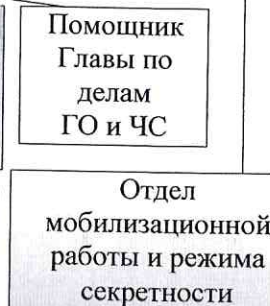 Помощник
Главы по
делам
ГО и ЧС
Отдел
мобилизационной
работы и режима
секретности